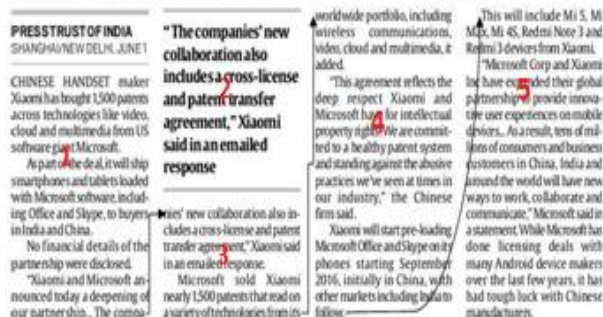 PRESS TRUST OF INDIA
SHANGHAI/NEW DELHI, JUNE 1
CHINESE HANDSET maker
Xiaomi has bought 1,500 patents
across technologies like video,
cloud and multimedia from US
software giant Microsoft.
1
As part of the deal, it will ship
smartphones and tablets loaded
with Microsoft software, includ-
ing Office and Skype, to buyers
in India and China.
No financial details of the
partnership were disclosed.
"Xiaomi and Microsoft an-
nounced today a deepening of
our partnership... The compa-
"The companies' new
collaboration also
includes a cross-license
2
and patent transfer
agreement," Xiaomi
said in an emailed
response
nies' new collaboration also in-
cludes a cross-license and patent
transfer agreement," Xiaomi said
3
in an emailed response.
Microsoft sold Xiaomi
nearly 1,500 patents that read on
a variety of technologies from its
worldwide portfolio, including
wireless communications,
video, cloud and multimedia, it
added.
"This agreement reflects the
deep respect Xiaomi and
Microsoft have for intellectual
4
property rights. We are commit-
ted to a healthy patent system
and standing against the abusive
practices we've seen at times in
our industry," the Chinese
firm said.
Xiaomi will start pre-loading
Microsoft Office and Skype on its
phones starting September
2016, initially in China, with
other markets including India to
follow.
This will include Mi 5, Mi
Max, Mi 4S, Redmi Note 3 and
Redmi 3 devices from Xiaomi.
"Microsoft Corp and Xiaomi
Inc have expanded their global
5
partnership to provide innova-
tive user experiences on mobile
devices.. As a result, tens of mil-
lions of consumers and business
customers in China, India and
around the world will have new
ways to work, collaborate and
communicate," Microsoft said in
a statement. While Microsoft has
done licensing deals with
many Android device makers
over the last few years, it has
had tough luck with Chinese
manufacturers.